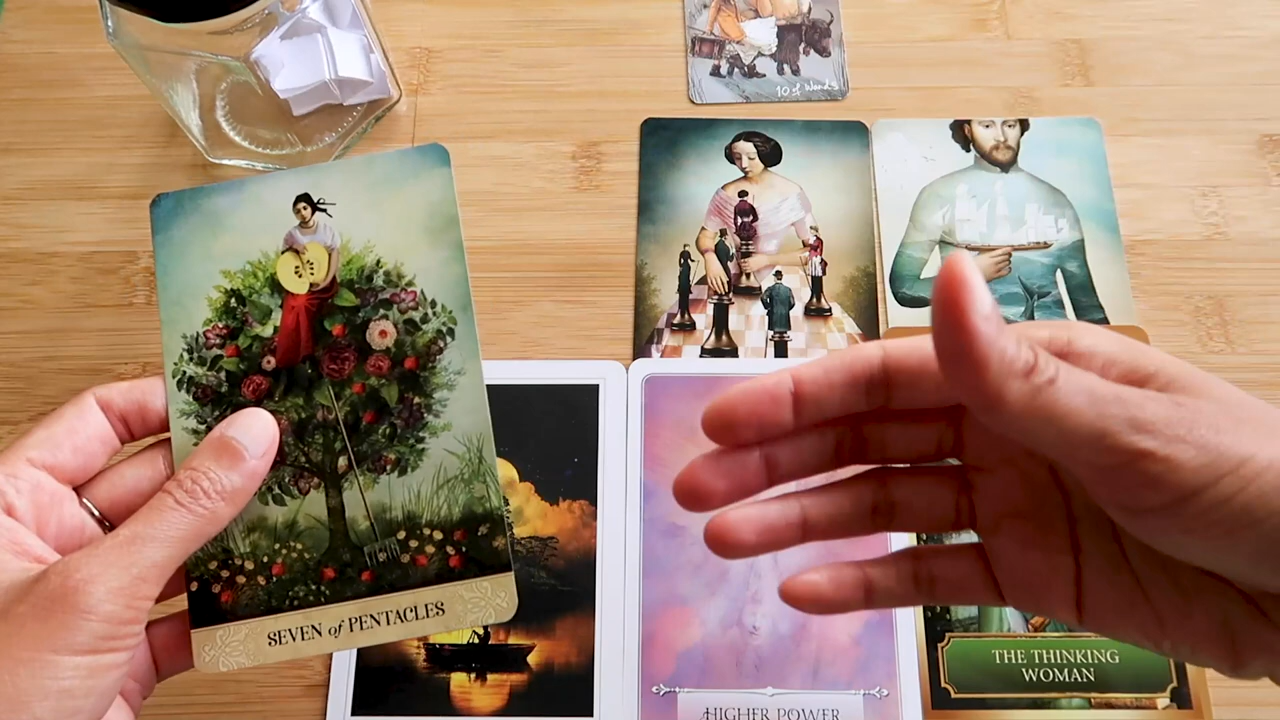 10 of Wands
SEVEN of PENTACLES
HIGHER POWER
THE THINKING
WOMAN